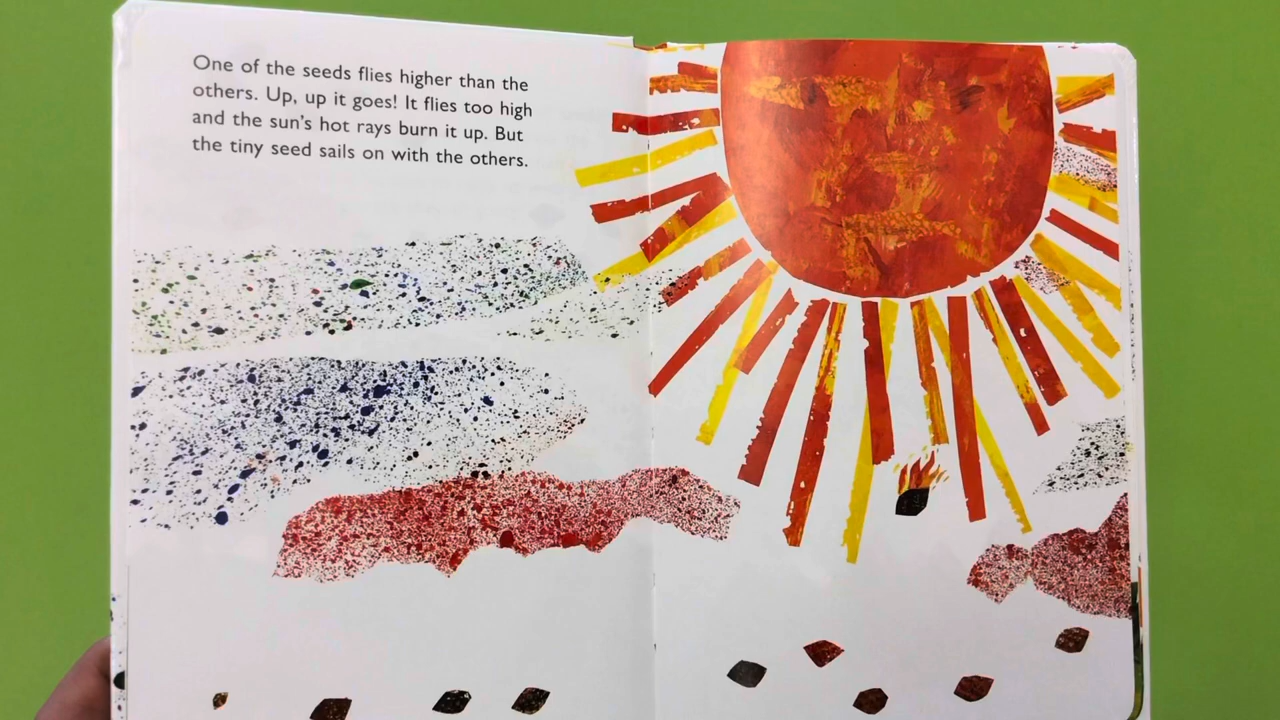 One of the seeds flies higher than the
others. Up, up it goes! It flies too high
and the sun's hot rays burn it up. But
the tiny seed sails on with the others.